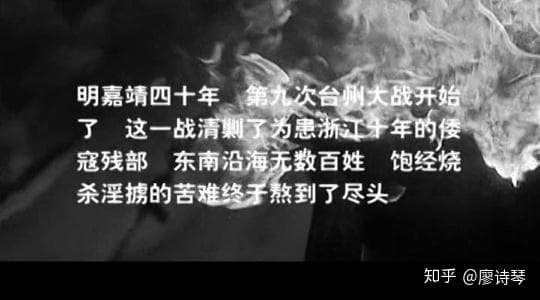 明嘉靖四十年　第九次台州大战开始
了　这一战清剿了为患浙江十年的倭
寇残部　东南沿海无数百姓　饱经烧
杀淫掳的苦难终于熬到了尽头
知乎 @廖诗琴